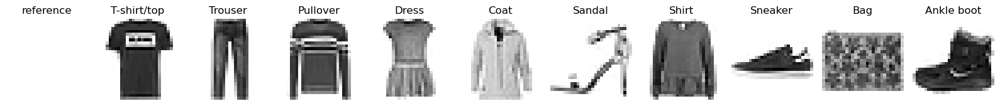 reference T-shirt/top Trouser Pullover Dress Coat Sandal Shirt Sneaker Bag Ankle boot